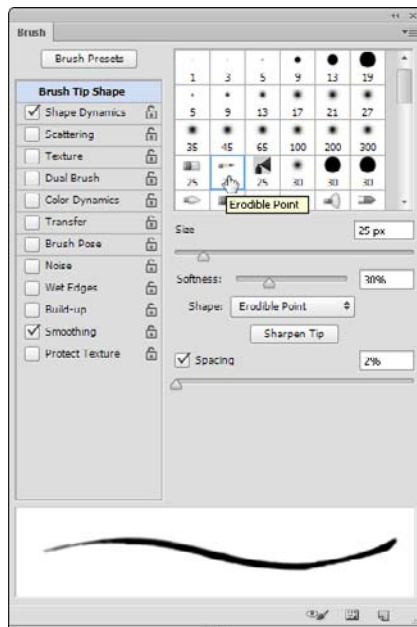 Brush
Brush Presets
Brush Tip Shape
Shape Dynamics
Scattering
Texture
Dual Brush
Color Dynamics
Transfer
Brush Pose
Noise
Wet Edges
Build-up
Smoothing
Protect Texture
1 3 5 9 13 19
5 9 13 17 21 27
35 45 65 100 200 300
25 25 30 30 30
Erodible Point
Size 25 px
Softness: 30%
Shape: Erodible Point
Sharpen Tip
Spacing 2%